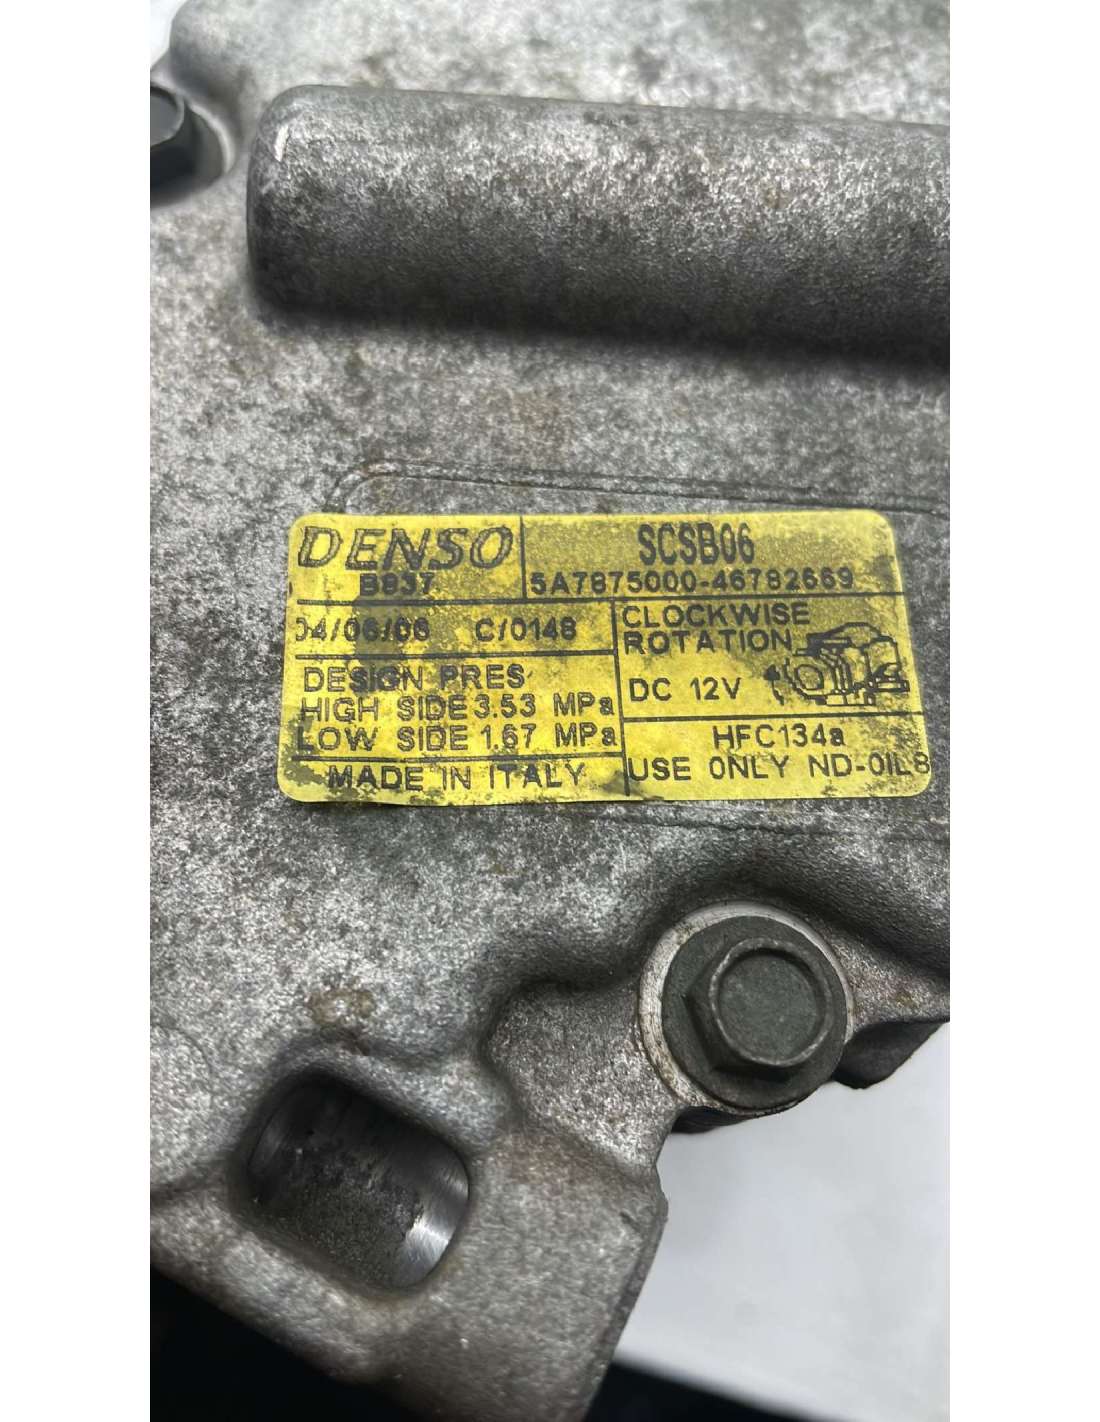 DENSO SCSB06
B837 5A7875000-46782669
04/06/06 C/0148
CLOCKWISE
ROTATION
DC 12V
DESIGN PRES.
HIGH SIDE 3.53 MPa
LOW SIDE 1.67 MPa
HFC134a
MADE IN ITALY
USE ONLY ND-OIL8